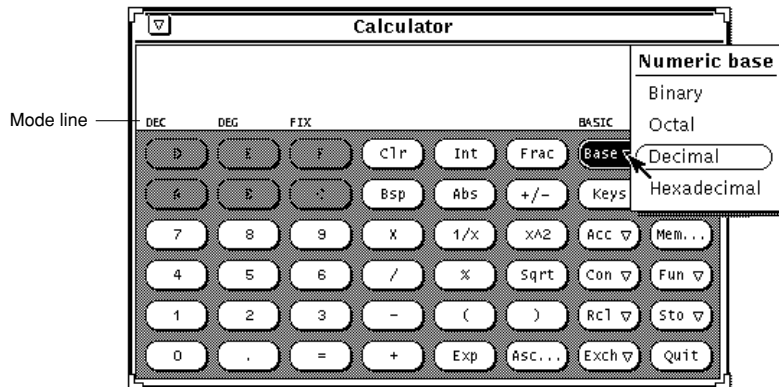 Calculator
Numeric base
Binary
Octal
Decimal
Hexadecimal
Mode line
DEC DEG FIX BASIC
D E F Clr Int Frac Base
A B C Bsp Abs +/- Keys
7 8 9 X 1/x x^2 Acc Mem...
4 5 6 / % Sqrt Con Fun
1 2 3 - ( ) Rcl Sto
0 . = + Exp Asc... Exch Quit